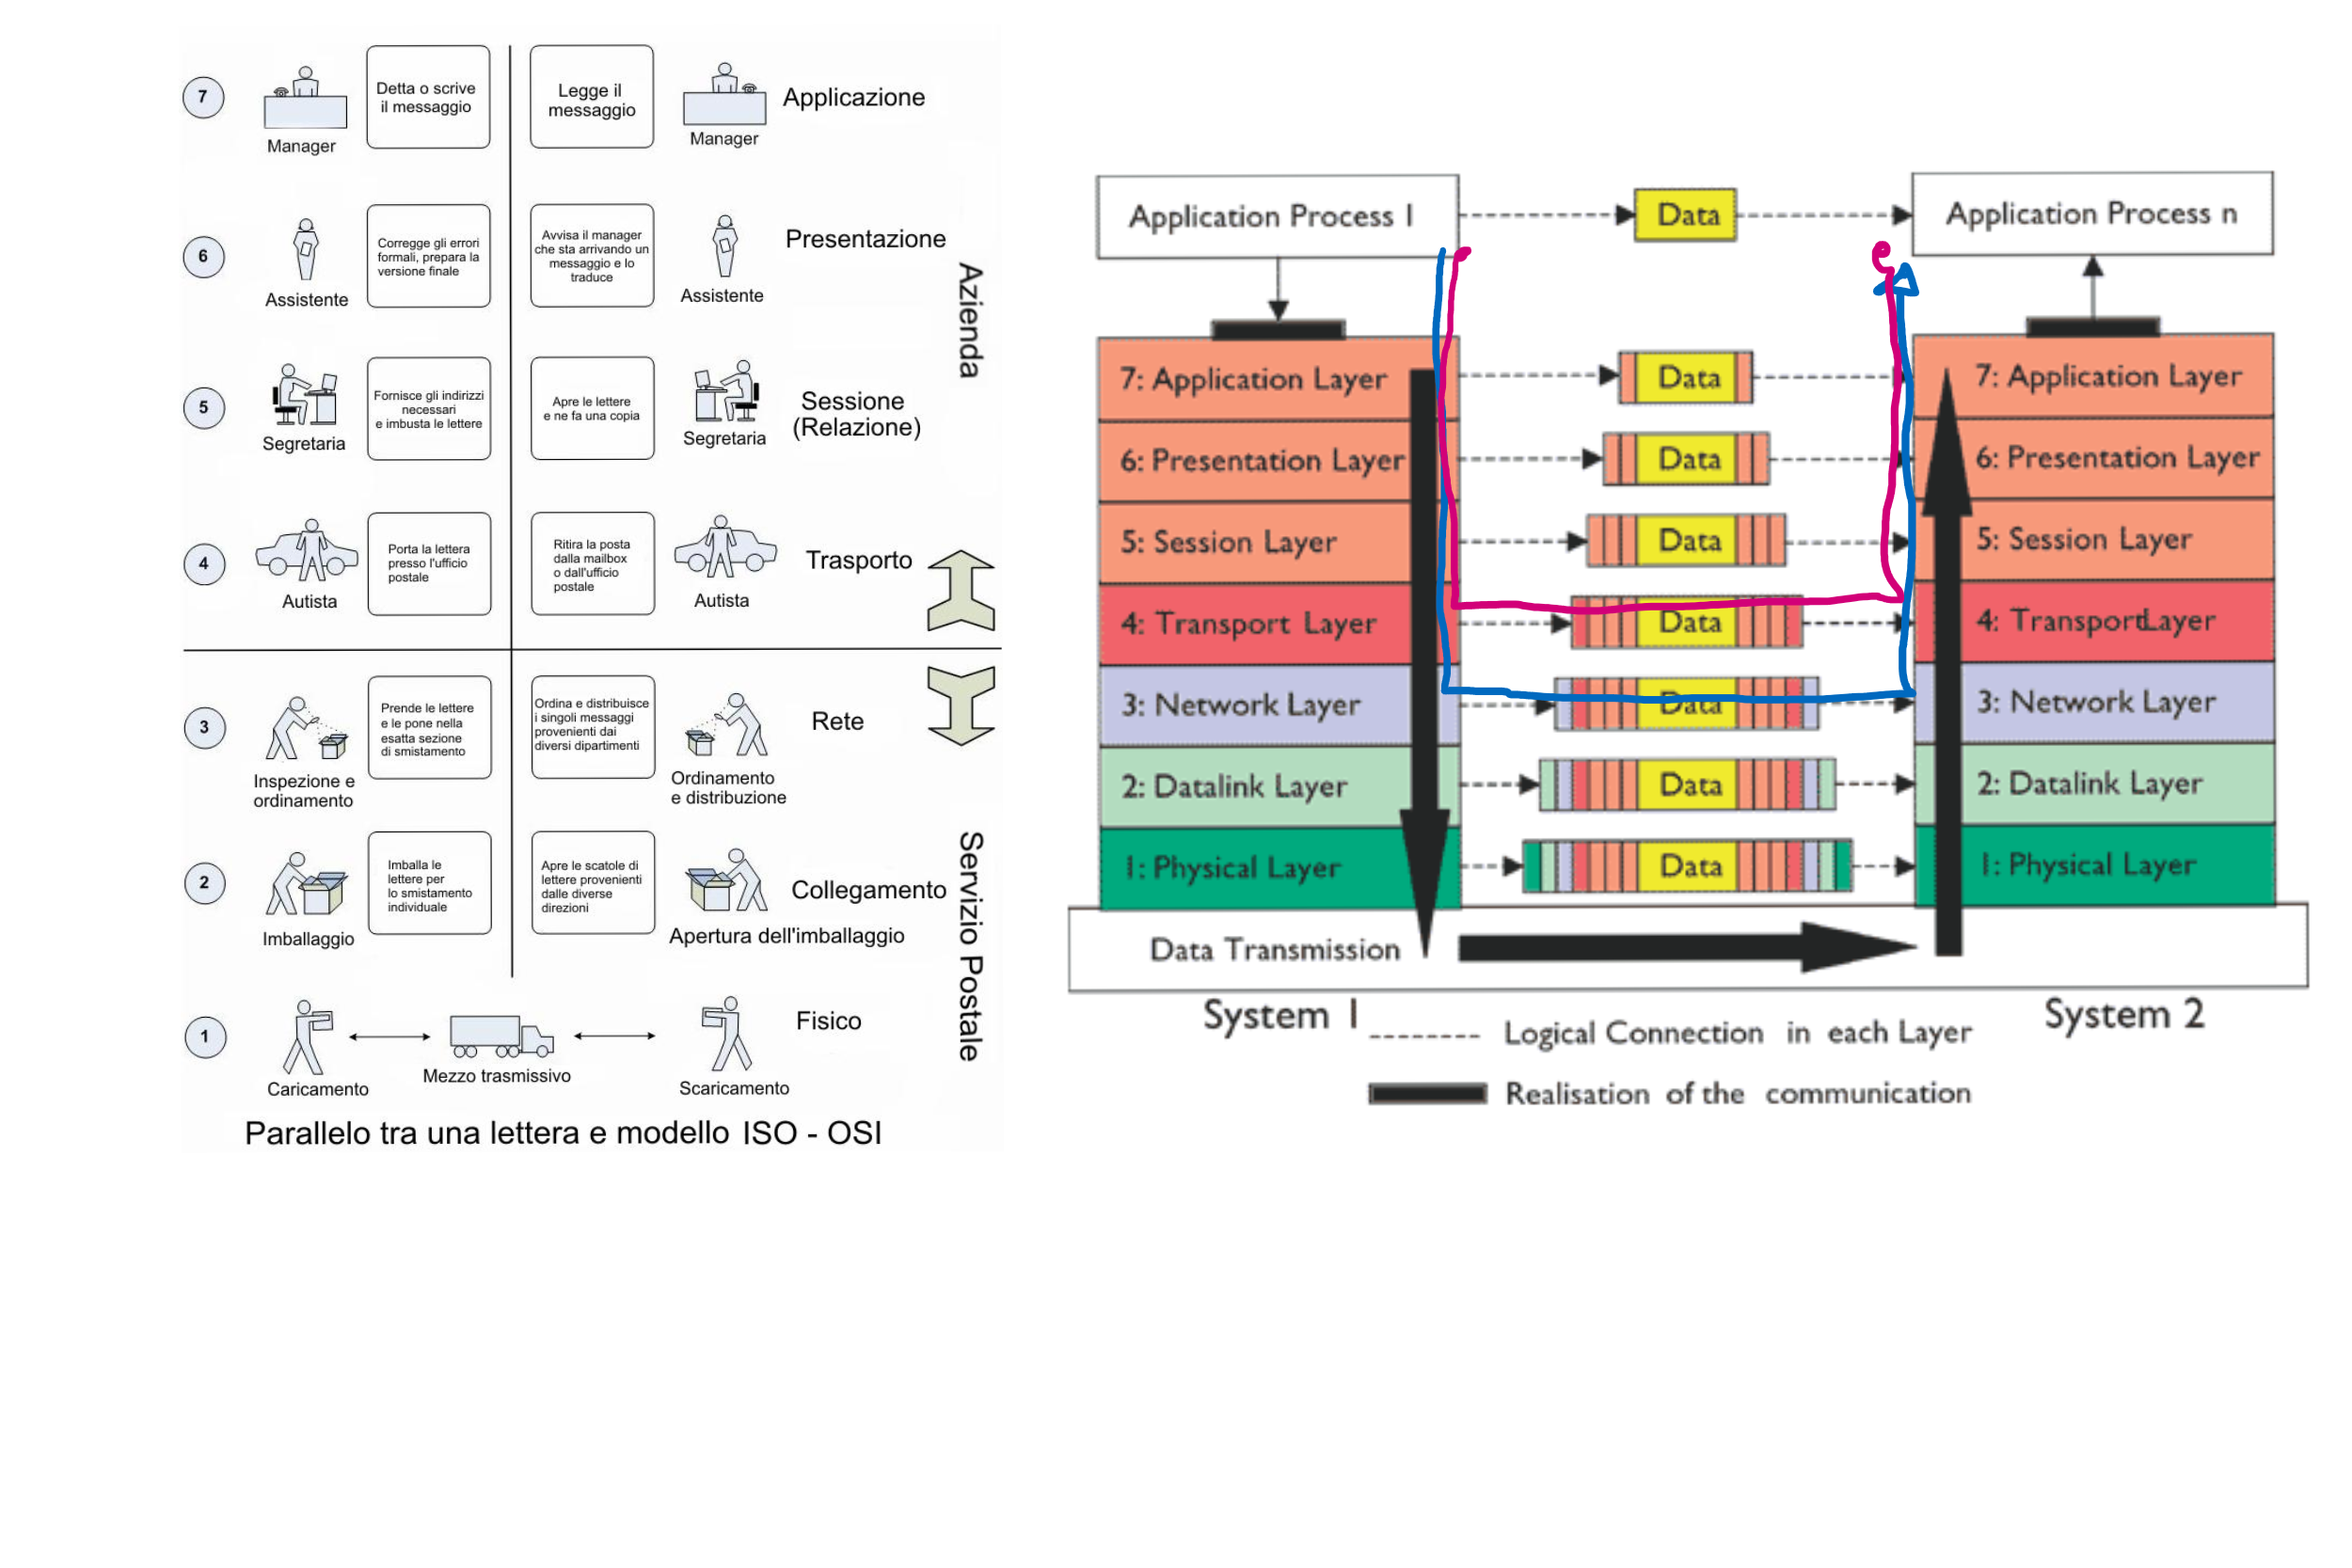 7
Manager
Detta o scrive
il messaggio
Legge il
messaggio
Manager
Applicazione
6
Assistente
Corregge gli errori
formali, prepara la
versione finale
Avvisa il manager
che sta arrivando un
messaggio e lo
traduce
Assistente
Presentazione
5
Segretaria
Fornisce gli indirizzi
necessari
e imbusta le lettere
Apre le lettere
e ne fa una copia
Segretaria
Sessione
(Relazione)
Azienda
4
Autista
Porta la lettera
presso l'ufficio
postale
Ritira la posta
dalla mailbox
o dall'ufficio
postale
Autista
Trasporto
3
Inspezione e
ordinamento
Prende le lettere
e le pone nella
esatta sezione
di smistamento
Ordina e distribuisce
i singoli messaggi
provenienti dai
diversi dipartimenti
Ordinamento
e distribuzione
Rete
2
Imballaggio
Imballa le
lettere per
lo smistamento
individuale
Apre le scatole di
lettere provenienti
dalle diverse
direzioni
Apertura dell'imballaggio
Collegamento
Servizio Postale
1
Caricamento
Mezzo trasmissivo
Scaricamento
Fisico
Parallelo tra una lettera e modello ISO - OSI
Application Process 1
Data
Application Process n
7: Application Layer
Data
7: Application Layer
6: Presentation Layer
Data
6: Presentation Layer
5: Session Layer
Data
5: Session Layer
4: Transport Layer
Data
4: TransportLayer
3: Network Layer
Data
3: Network Layer
2: Datalink Layer
Data
2: Datalink Layer
1: Physical Layer
Data
1: Physical Layer
Data Transmission
System 1
System 2
Logical Connection in each Layer
Realisation of the communication